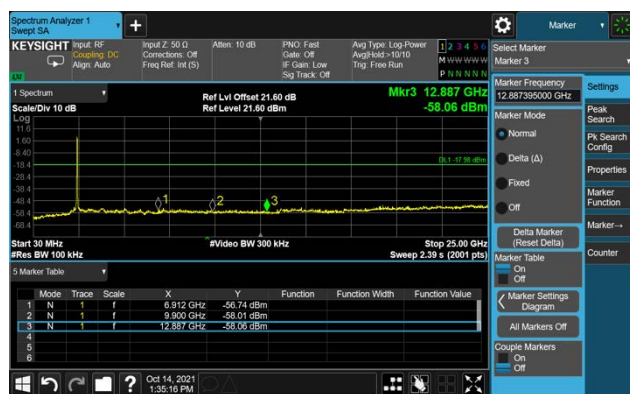 Spectrum Analyzer 1
Swept SA
Marker
KEYSIGHT
Input: RF
Coupling: DC
Align: Auto
Input Z: 50 Ω
Corrections: Off
Freq Ref: Int (S)
Atten: 10 dB
PNO: Fast
Gate: Off
IF Gain: Low
Sig Track: Off
Avg Type: Log-Power
Avg|Hold:>10/10
Trig: Free Run
1 2 3 4 5 6
M W W W W W
P N N N N N
Select Marker
Marker 3
1 Spectrum
Scale/Div 10 dB
Log
Ref Lvl Offset 21.60 dB
Ref Level 21.60 dBm
Mkr3 12.887 GHz
-58.06 dBm
11.6
1.60
-8.40
-18.4
-28.4
-38.4
-48.4
-58.4
-68.4
DL1 -17.98 dBm
1
2
3
Start 30 MHz
#Res BW 100 kHz
#Video BW 300 kHz
Stop 25.00 GHz
Sweep 2.39 s (2001 pts)
5 Marker Table
Mode Trace Scale X Y Function Function Width Function Value
1 N 1 f 6.912 GHz -56.74 dBm
2 N 1 f 9.900 GHz -58.01 dBm
3 N 1 f 12.887 GHz -58.06 dBm
4
5
6
Marker Frequency
12.887395000 GHz
Marker Mode
Normal
Delta (Δ)
Fixed
Off
Delta Marker
(Reset Delta)
Marker Table
On
Off
Marker Settings
Diagram
All Markers Off
Couple Markers
On
Off
Settings
Peak
Search
Pk Search
Config
Properties
Marker
Function
Marker→
Counter
Oct 14, 2021
1:35:16 PM